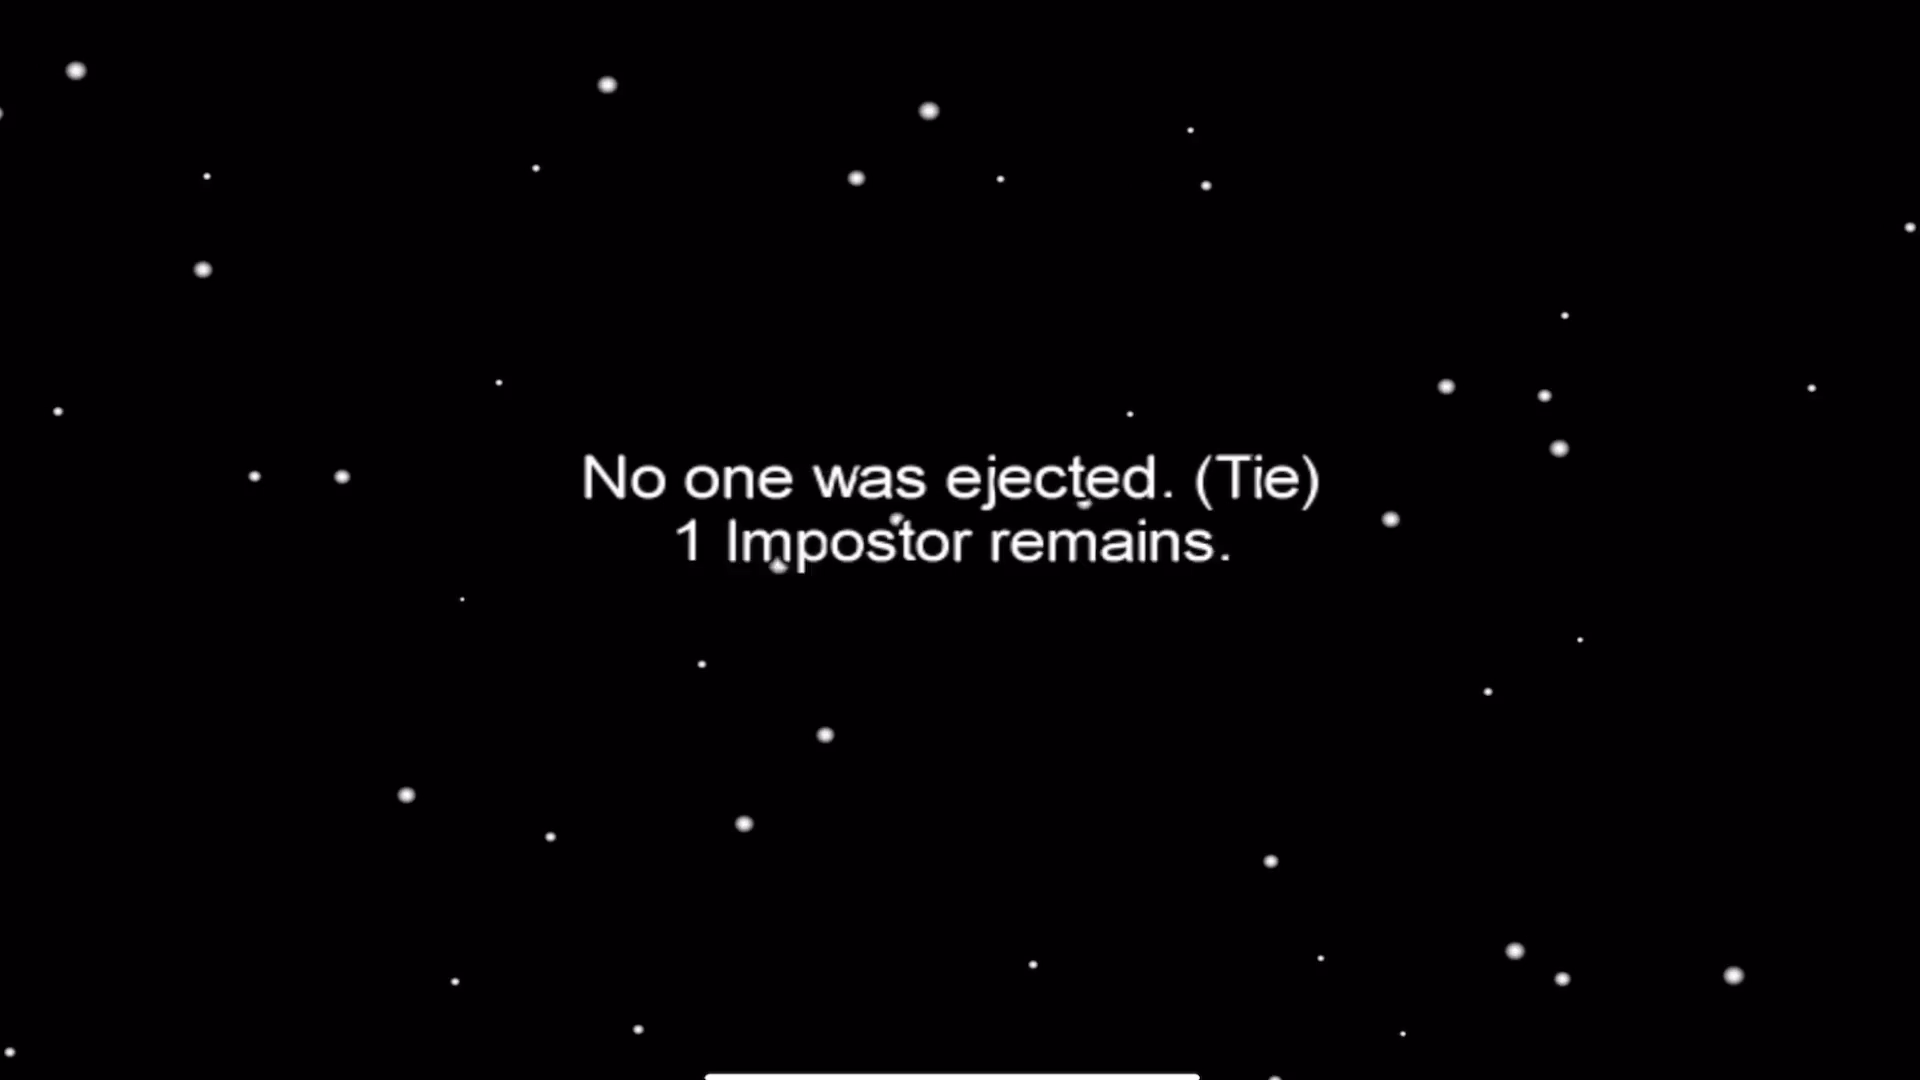 No one was ejected. (Tie)
1 Impostor remains.